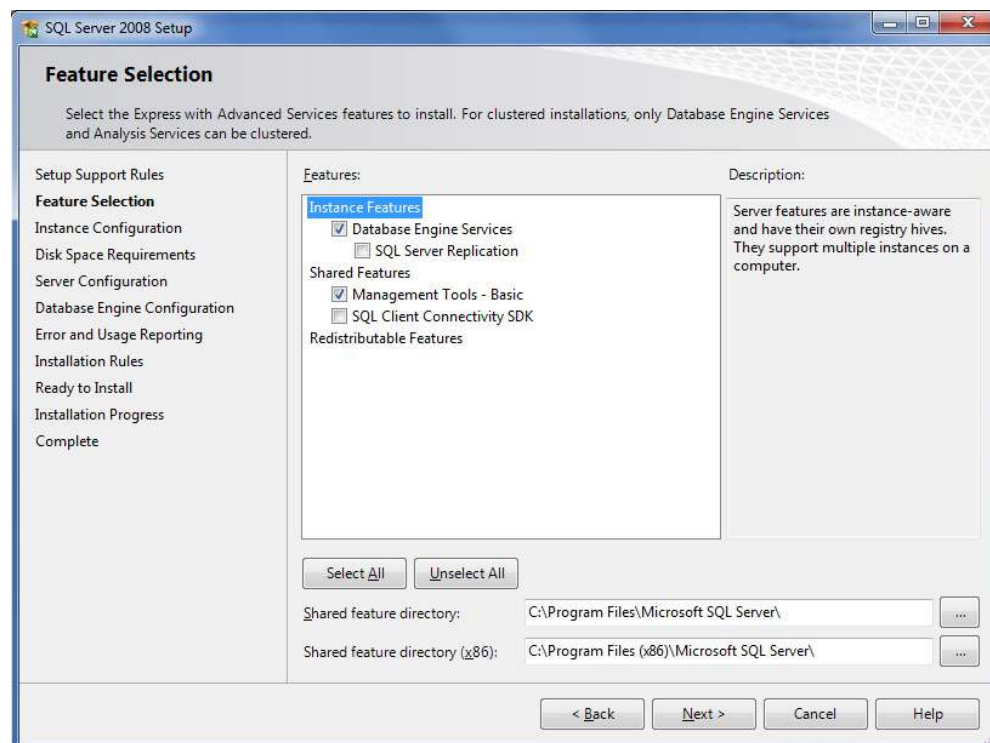 SQL Server 2008 Setup
Feature Selection
Select the Express with Advanced Services features to install. For clustered installations, only Database Engine Services
and Analysis Services can be clustered.
Setup Support Rules
Feature Selection
Instance Configuration
Disk Space Requirements
Server Configuration
Database Engine Configuration
Error and Usage Reporting
Installation Rules
Ready to Install
Installation Progress
Complete
Features:
Instance Features
Database Engine Services
SQL Server Replication
Shared Features
Management Tools - Basic
SQL Client Connectivity SDK
Redistributable Features
Description:
Server features are instance-aware
and have their own registry hives.
They support multiple instances on a
computer.
Select All
Unselect All
Shared feature directory:
C:\Program Files\Microsoft SQL Server\
...
Shared feature directory (x86):
C:\Program Files (x86)\Microsoft SQL Server\
...
< Back
Next >
Cancel
Help